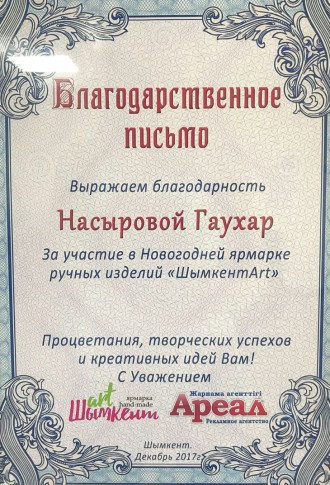 Благодарственное
письмо
Выражаем благодарность
Насыровой Гаухар
За участие в Новогодней ярмарке
ручных изделий «ШымкентArt»
Процветания, творческих успехов
и креативных идей Вам!
С Уважением
art ярмарка
hand-made
Шымкент
Жарнама агенттігі
Ареал
Рекламное агентство
Шымкент.
Декабрь 2017г.